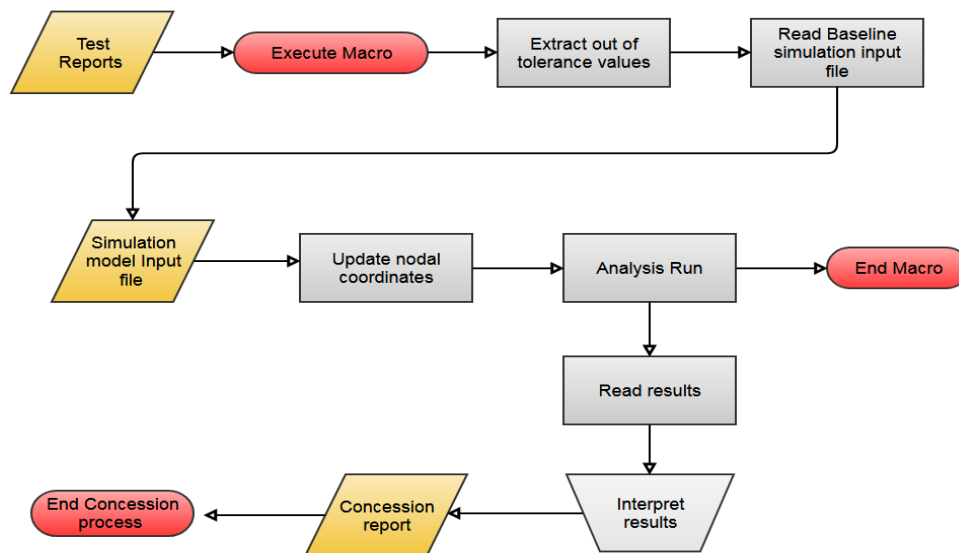 Test
Reports
Execute Macro
Extract out of
tolerance values
Read Baseline
simulation input
file
Simulation
model Input
file
Update nodal
coordinates
Analysis Run
End Macro
Read results
End Concession
process
Concession
report
Interpret
results